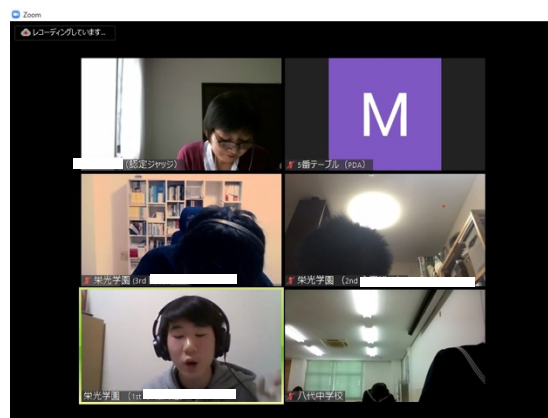 Zoom
レコーディングしています...
(認定ジャッジ)
M
5番テーブル (PDA)
栄光学園 (3rd
栄光学園 (2nd
栄光学園 (1st
八代中学校